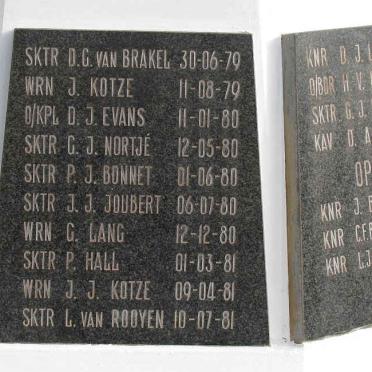 SKTR D.G. VAN BRAKEL 30-06-79
WRN J. KOTZE 11-08-79
O/KPL D. J. EVANS 11-01-80
SKTR G. J. NORTJÉ 12-05-80
SKTR P. J. BONNET 01-06-80
SKTR J. J. JOUBERT 06-07-80
WRN G. LANG 12-12-80
SKTR P. HALL 01-03-81
WRN J. J. KOTZE 09-04-81
SKTR L. VAN ROOYEN 10-07-81
KNR D. J.
O/BDR H. V.
SKTR G. J.
KAV D. A
OP
KNR J.
KNR C.F.
KNR L.J